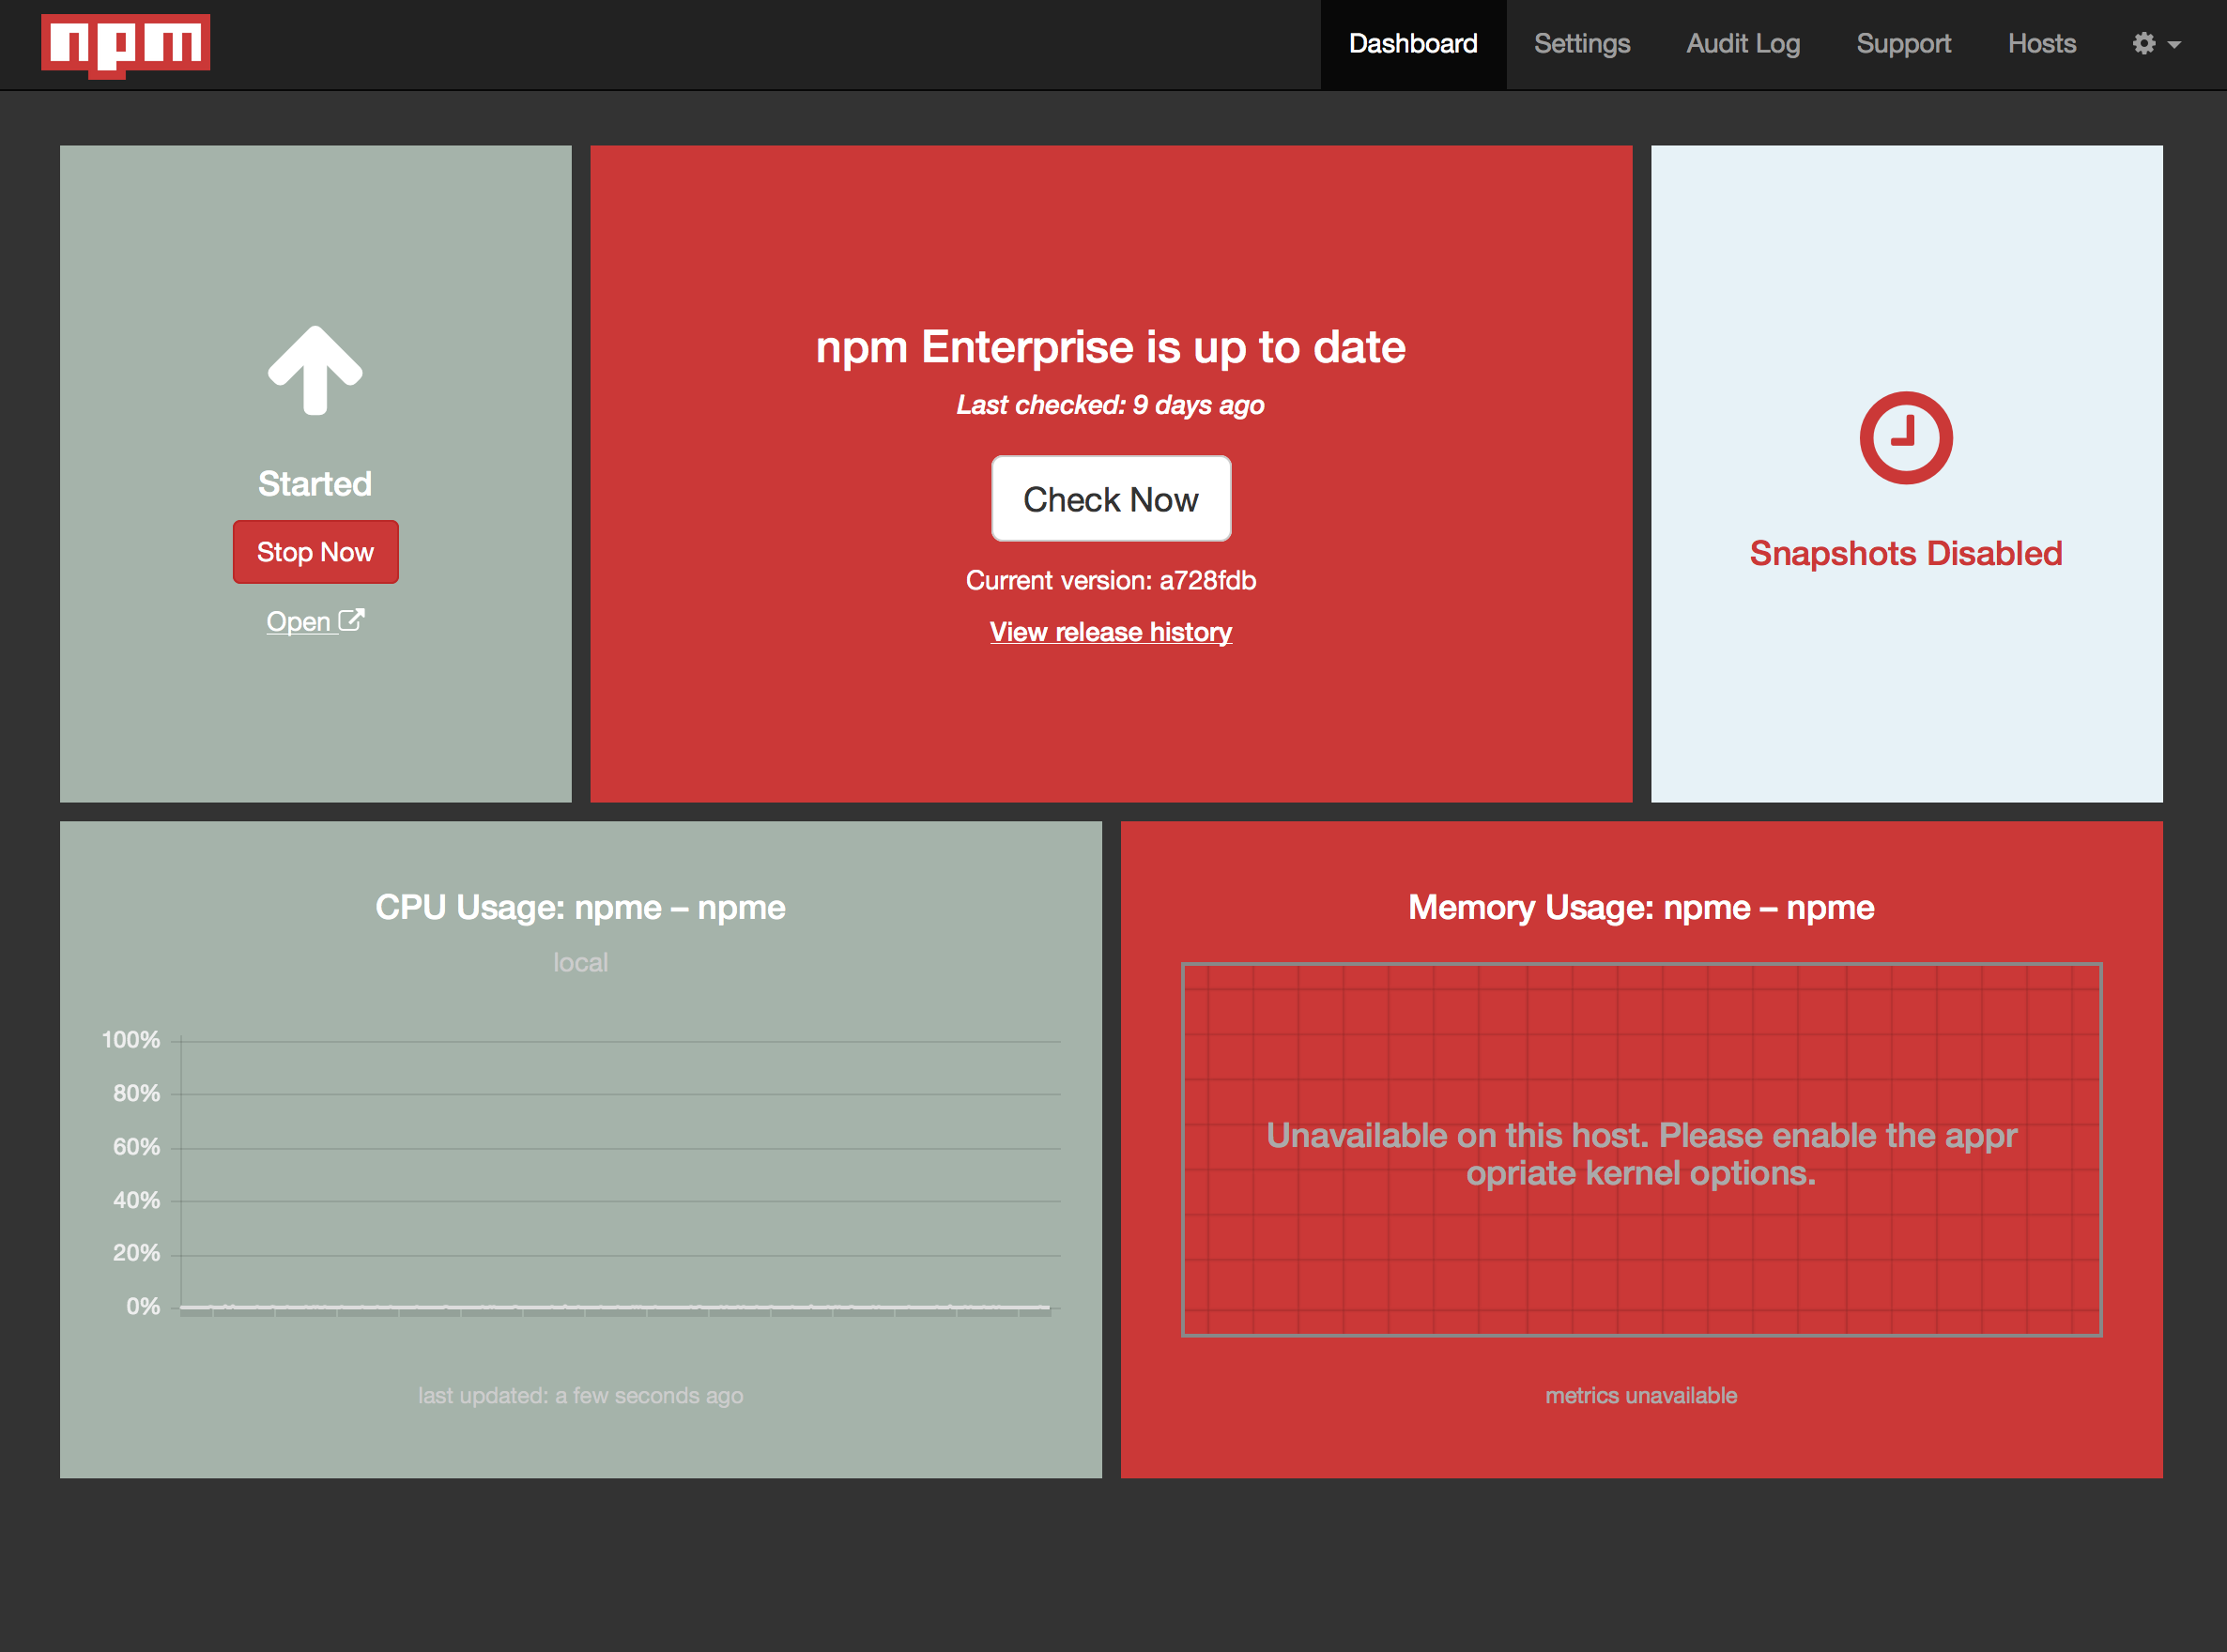 npm
Dashboard
Settings
Audit Log
Support
Hosts
Started
Stop Now
Open
npm Enterprise is up to date
Last checked: 9 days ago
Check Now
Current version: a728fdb
View release history
Snapshots Disabled
CPU Usage: npme – npme
local
100%
80%
60%
40%
20%
0%
last updated: a few seconds ago
Memory Usage: npme – npme
Unavailable on this host. Please enable the appr
opriate kernel options.
metrics unavailable